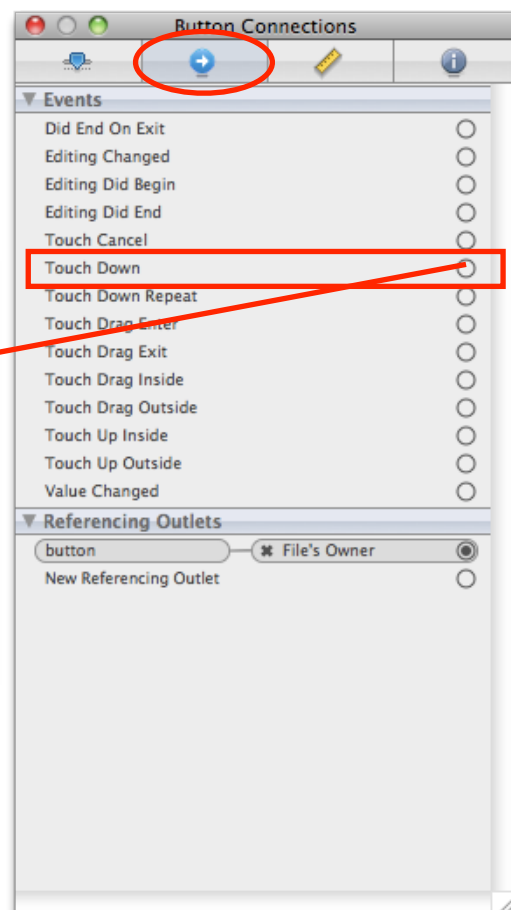 Button Connections
Events
Did End On Exit
Editing Changed
Editing Did Begin
Editing Did End
Touch Cancel
Touch Down
Touch Down Repeat
Touch Drag Enter
Touch Drag Exit
Touch Drag Inside
Touch Drag Outside
Touch Up Inside
Touch Up Outside
Value Changed
Referencing Outlets
button File's Owner
New Referencing Outlet